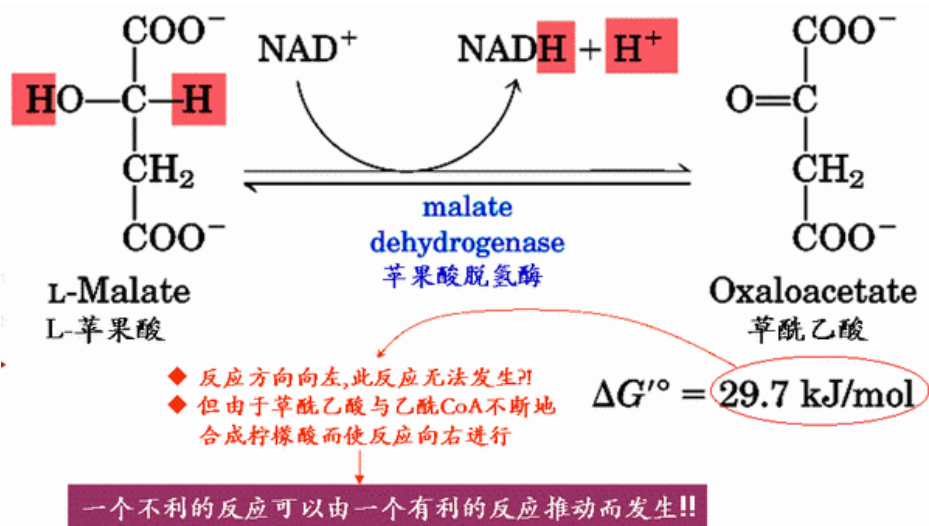 COO⁻
HO—C—H
CH₂
COO⁻
L-Malate
L-苹果酸
NAD⁺
NADH + H⁺
malate
dehydrogenase
苹果酸脱氢酶
COO⁻
O=C
CH₂
COO⁻
Oxaloacetate
草酰乙酸
◆ 反应方向向左,此反应无法发生?!
◆ 但由于草酰乙酸与乙酰CoA不断地
合成柠檬酸而使反应向右进行
ΔG′° = 29.7 kJ/mol
一个不利的反应可以由一个有利的反应推动而发生!!